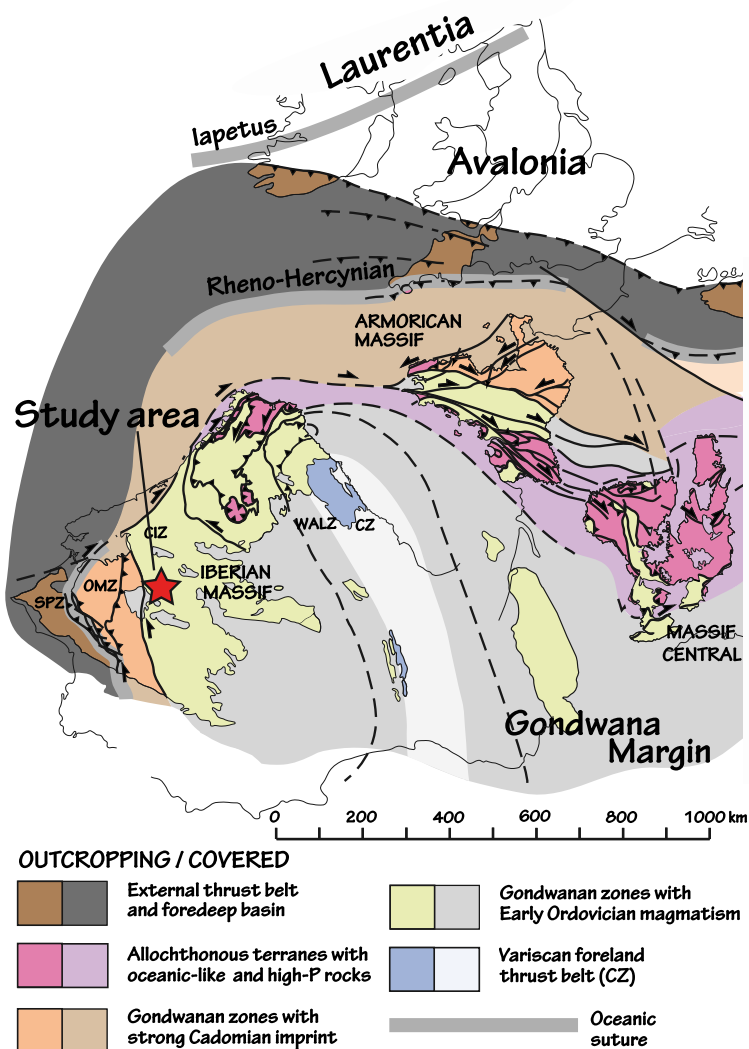 Laurentia
Iapetus
Avalonia
Rheno-Hercynian
ARMORICAN
MASSIF
Study area
CIZ
WALZ
CZ
IBERIAN
MASSIF
OMZ
SPZ
MASSIF
CENTRAL
Gondwana
Margin
0 200 400 600 800 1000 km
OUTCROPPING / COVERED
External thrust belt
and foredeep basin
Allochthonous terranes with
oceanic-like and high-P rocks
Gondwanan zones with
strong Cadomian imprint
Gondwanan zones with
Early Ordovician magmatism
Variscan foreland
thrust belt (CZ)
Oceanic
suture